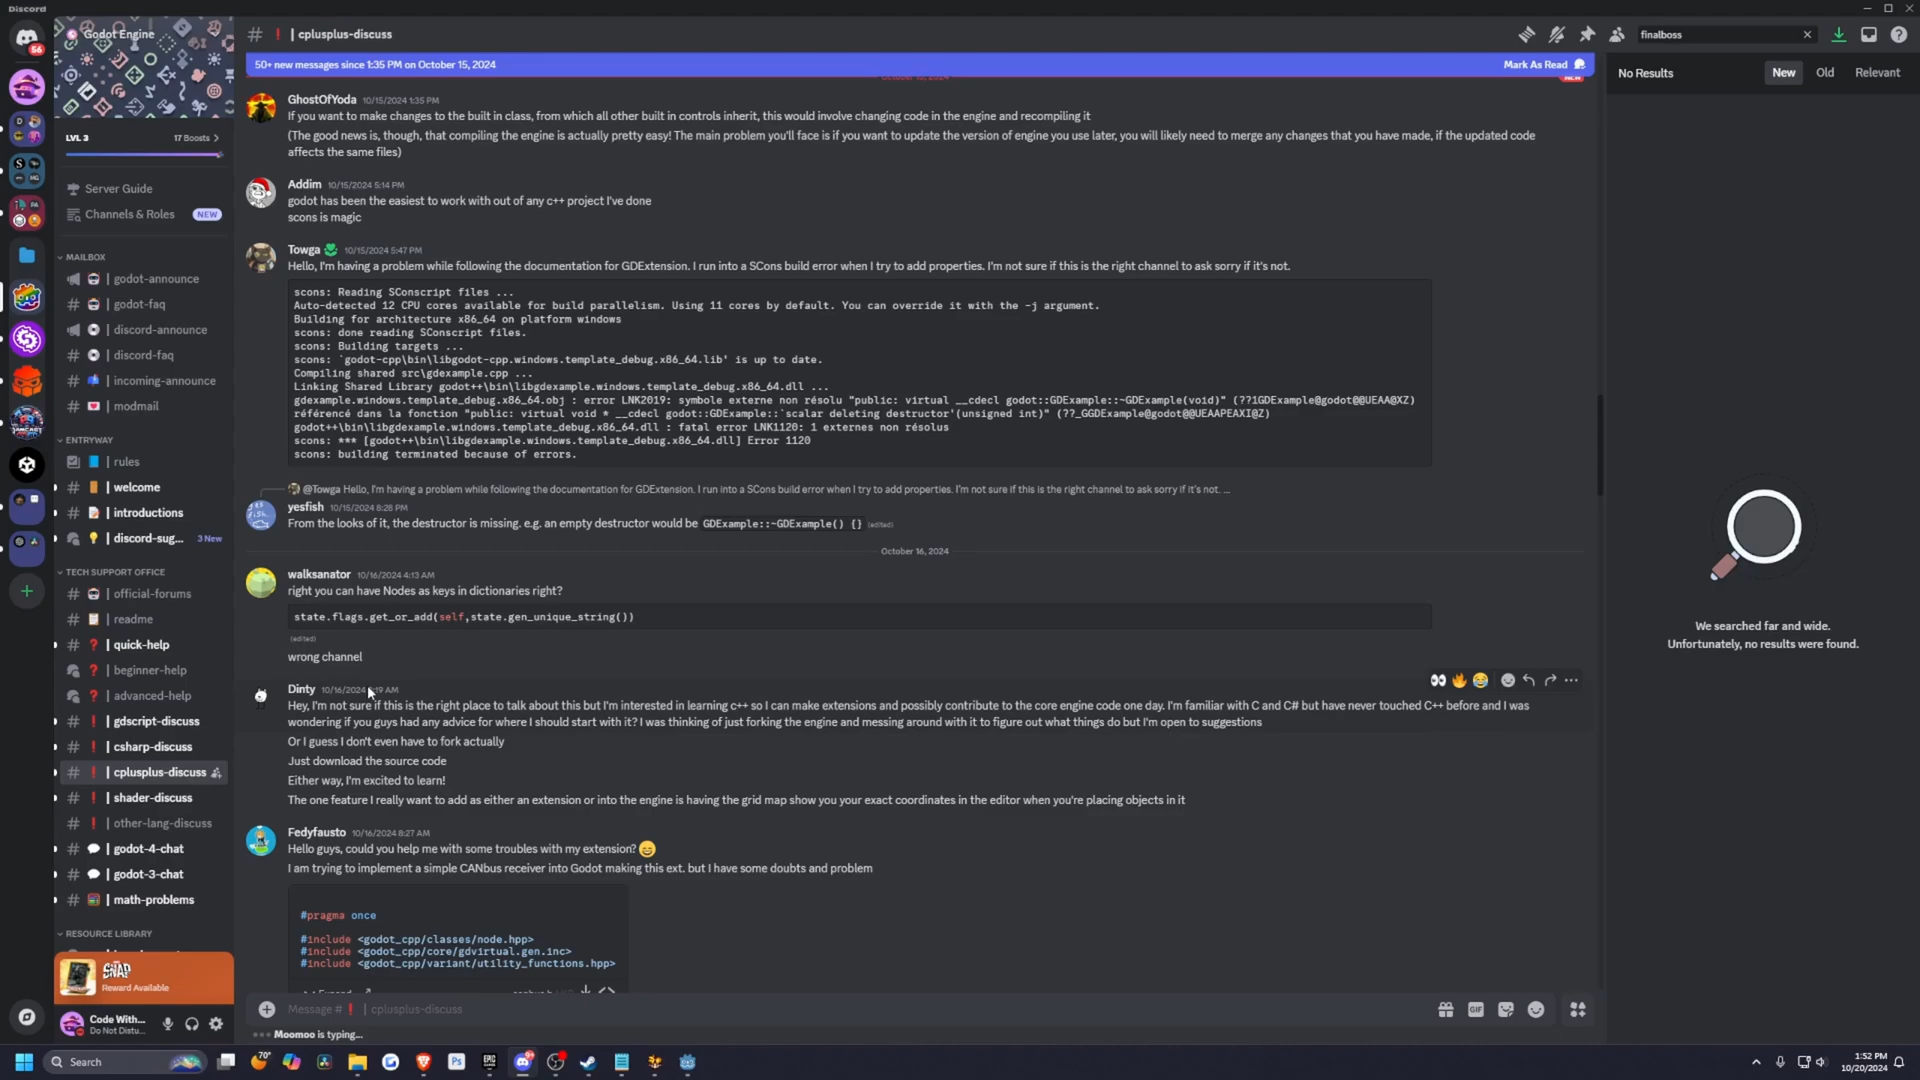 Discord
Godot Engine
LVL 3
17 Boosts
Server Guide
Channels & Roles
NEW
MAILBOX
godot-announce
godot-faq
discord-announce
discord-faq
incoming-announce
modmail
ENTRYWAY
rules
welcome
introductions
discord-sug...
3 New
TECH SUPPORT OFFICE
official-forums
readme
quick-help
beginner-help
advanced-help
gdscript-discuss
csharp-discuss
cplusplus-discuss
shader-discuss
other-lang-discuss
godot-4-chat
godot-3-chat
math-problems
RESOURCE LIBRARY
SNAP
Reward Available
Code With...
Do Not Distu...
56
# | cplusplus-discuss
50+ new messages since 1:35 PM on October 15, 2024
Mark As Read
NEW
GhostOfYoda 10/15/2024 1:35 PM
If you want to make changes to the built in class, from which all other built in controls inherit, this would involve changing code in the engine and recompiling it
(The good news is, though, that compiling the engine is actually pretty easy! The main problem you'll face is if you want to update the version of engine you use later, you will likely need to merge any changes that you have made, if the updated code
affects the same files)
Addim 10/15/2024 5:14 PM
godot has been the easiest to work with out of any c++ project I've done
scons is magic
Towga 10/15/2024 5:47 PM
Hello, I'm having a problem while following the documentation for GDExtension. I run into a SCons build error when I try to add properties. I'm not sure if this is the right channel to ask sorry if it's not.
scons: Reading SConscript files ...
Auto-detected 12 CPU cores available for build parallelism. Using 11 cores by default. You can override it with the -j argument.
Building for architecture x86_64 on platform windows
scons: done reading SConscript files.
scons: Building targets ...
scons: `godot-cpp\bin\libgodot-cpp.windows.template_debug.x86_64.lib' is up to date.
Compiling shared src\gdexample.cpp ...
Linking Shared Library godot++\bin\libgdexample.windows.template_debug.x86_64.dll ...
gdexample.windows.template_debug.x86_64.obj : error LNK2019: symbole externe non résolu "public: virtual __cdecl godot::GDExample::~GDExample(void)" (??1GDExample@godot@@UEAA@XZ)
référencé dans la fonction "public: virtual void * __cdecl godot::GDExample::`scalar deleting destructor'(unsigned int)" (??_GGDExample@godot@@UEAAPEAXI@Z)
godot++\bin\libgdexample.windows.template_debug.x86_64.dll : fatal error LNK1120: 1 externes non résolus
scons: *** [godot++\bin\libgdexample.windows.template_debug.x86_64.dll] Error 1120
scons: building terminated because of errors.
@Towga Hello, I'm having a problem while following the documentation for GDExtension. I run into a SCons build error when I try to add properties. I'm not sure if this is the right channel to ask sorry if it's not. ...
yesfish 10/15/2024 8:28 PM
From the looks of it, the destructor is missing. e.g. an empty destructor would be GDExample::~GDExample() {} (edited)
October 16, 2024
walksanator 10/16/2024 4:13 AM
right you can have Nodes as keys in dictionaries right?
state.flags.get_or_add(self,state.gen_unique_string())
(edited)
wrong channel
Dinty 10/16/2024
Hey, I'm not sure if this is the right place to talk about this but I'm interested in learning c++ so I can make extensions and possibly contribute to the core engine code one day. I'm familiar with C and C# but have never touched C++ before and I was
wondering if you guys had any advice for where I should start with it? I was thinking of just forking the engine and messing around with it to figure out what things do but I'm open to suggestions
Or I guess I don't even have to fork actually
Just download the source code
Either way, I'm excited to learn!
The one feature I really want to add as either an extension or into the engine is having the grid map show you your exact coordinates in the editor when you're placing objects in it
Fedyfausto 10/16/2024 8:27 AM
Hello guys, could you help me with some troubles with my extension?
I am trying to implement a simple CANbus receiver into Godot making this ext. but I have some doubts and problem
#pragma once
#include <godot_cpp/classes/node.hpp>
#include <godot_cpp/core/gdvirtual.gen.inc>
#include <godot_cpp/variant/utility_functions.hpp>
Message # | cplusplus-discuss
GIF
Moomoo is typing...
finalboss
No Results
New
Old
Relevant
We searched far and wide.
Unfortunately, no results were found.
Search
70°
Ps
EPIC
1:52 PM
10/20/2024